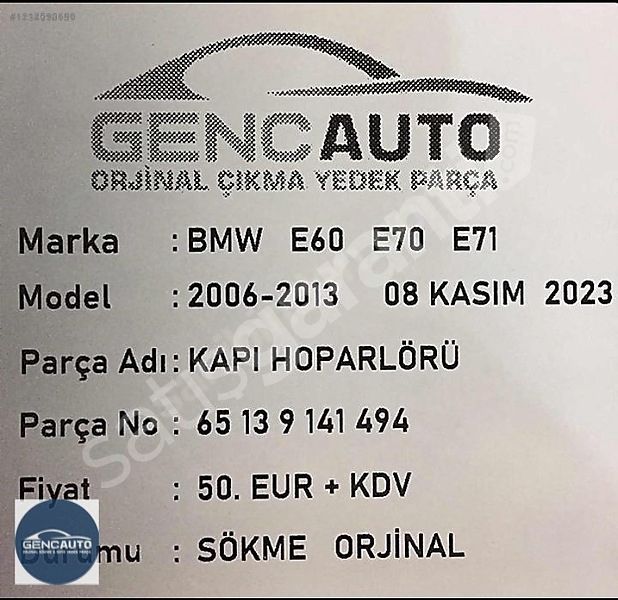 #1234090690
GENCAUTO
ORJİNAL ÇIKMA YEDEK PARÇA
Marka : BMW E60 E70 E71
Model : 2006-2013 08 KASIM 2023
Parça Adı : KAPI HOPARLÖRÜ
Parça No : 65 13 9 141 494
Fiyat : 50. EUR + KDV
Durumu : SÖKME ORJİNAL
GENCAUTO